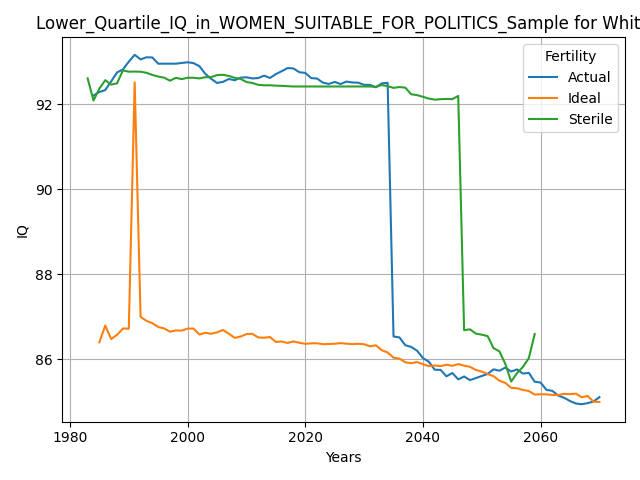 Lower_Quartile_IQ_in_WOMEN_SUITABLE_FOR_POLITICS_Sample for Whit
Fertility
Actual
Ideal
Sterile
IQ
92
90
88
86
1980
2000
2020
2040
2060
Years